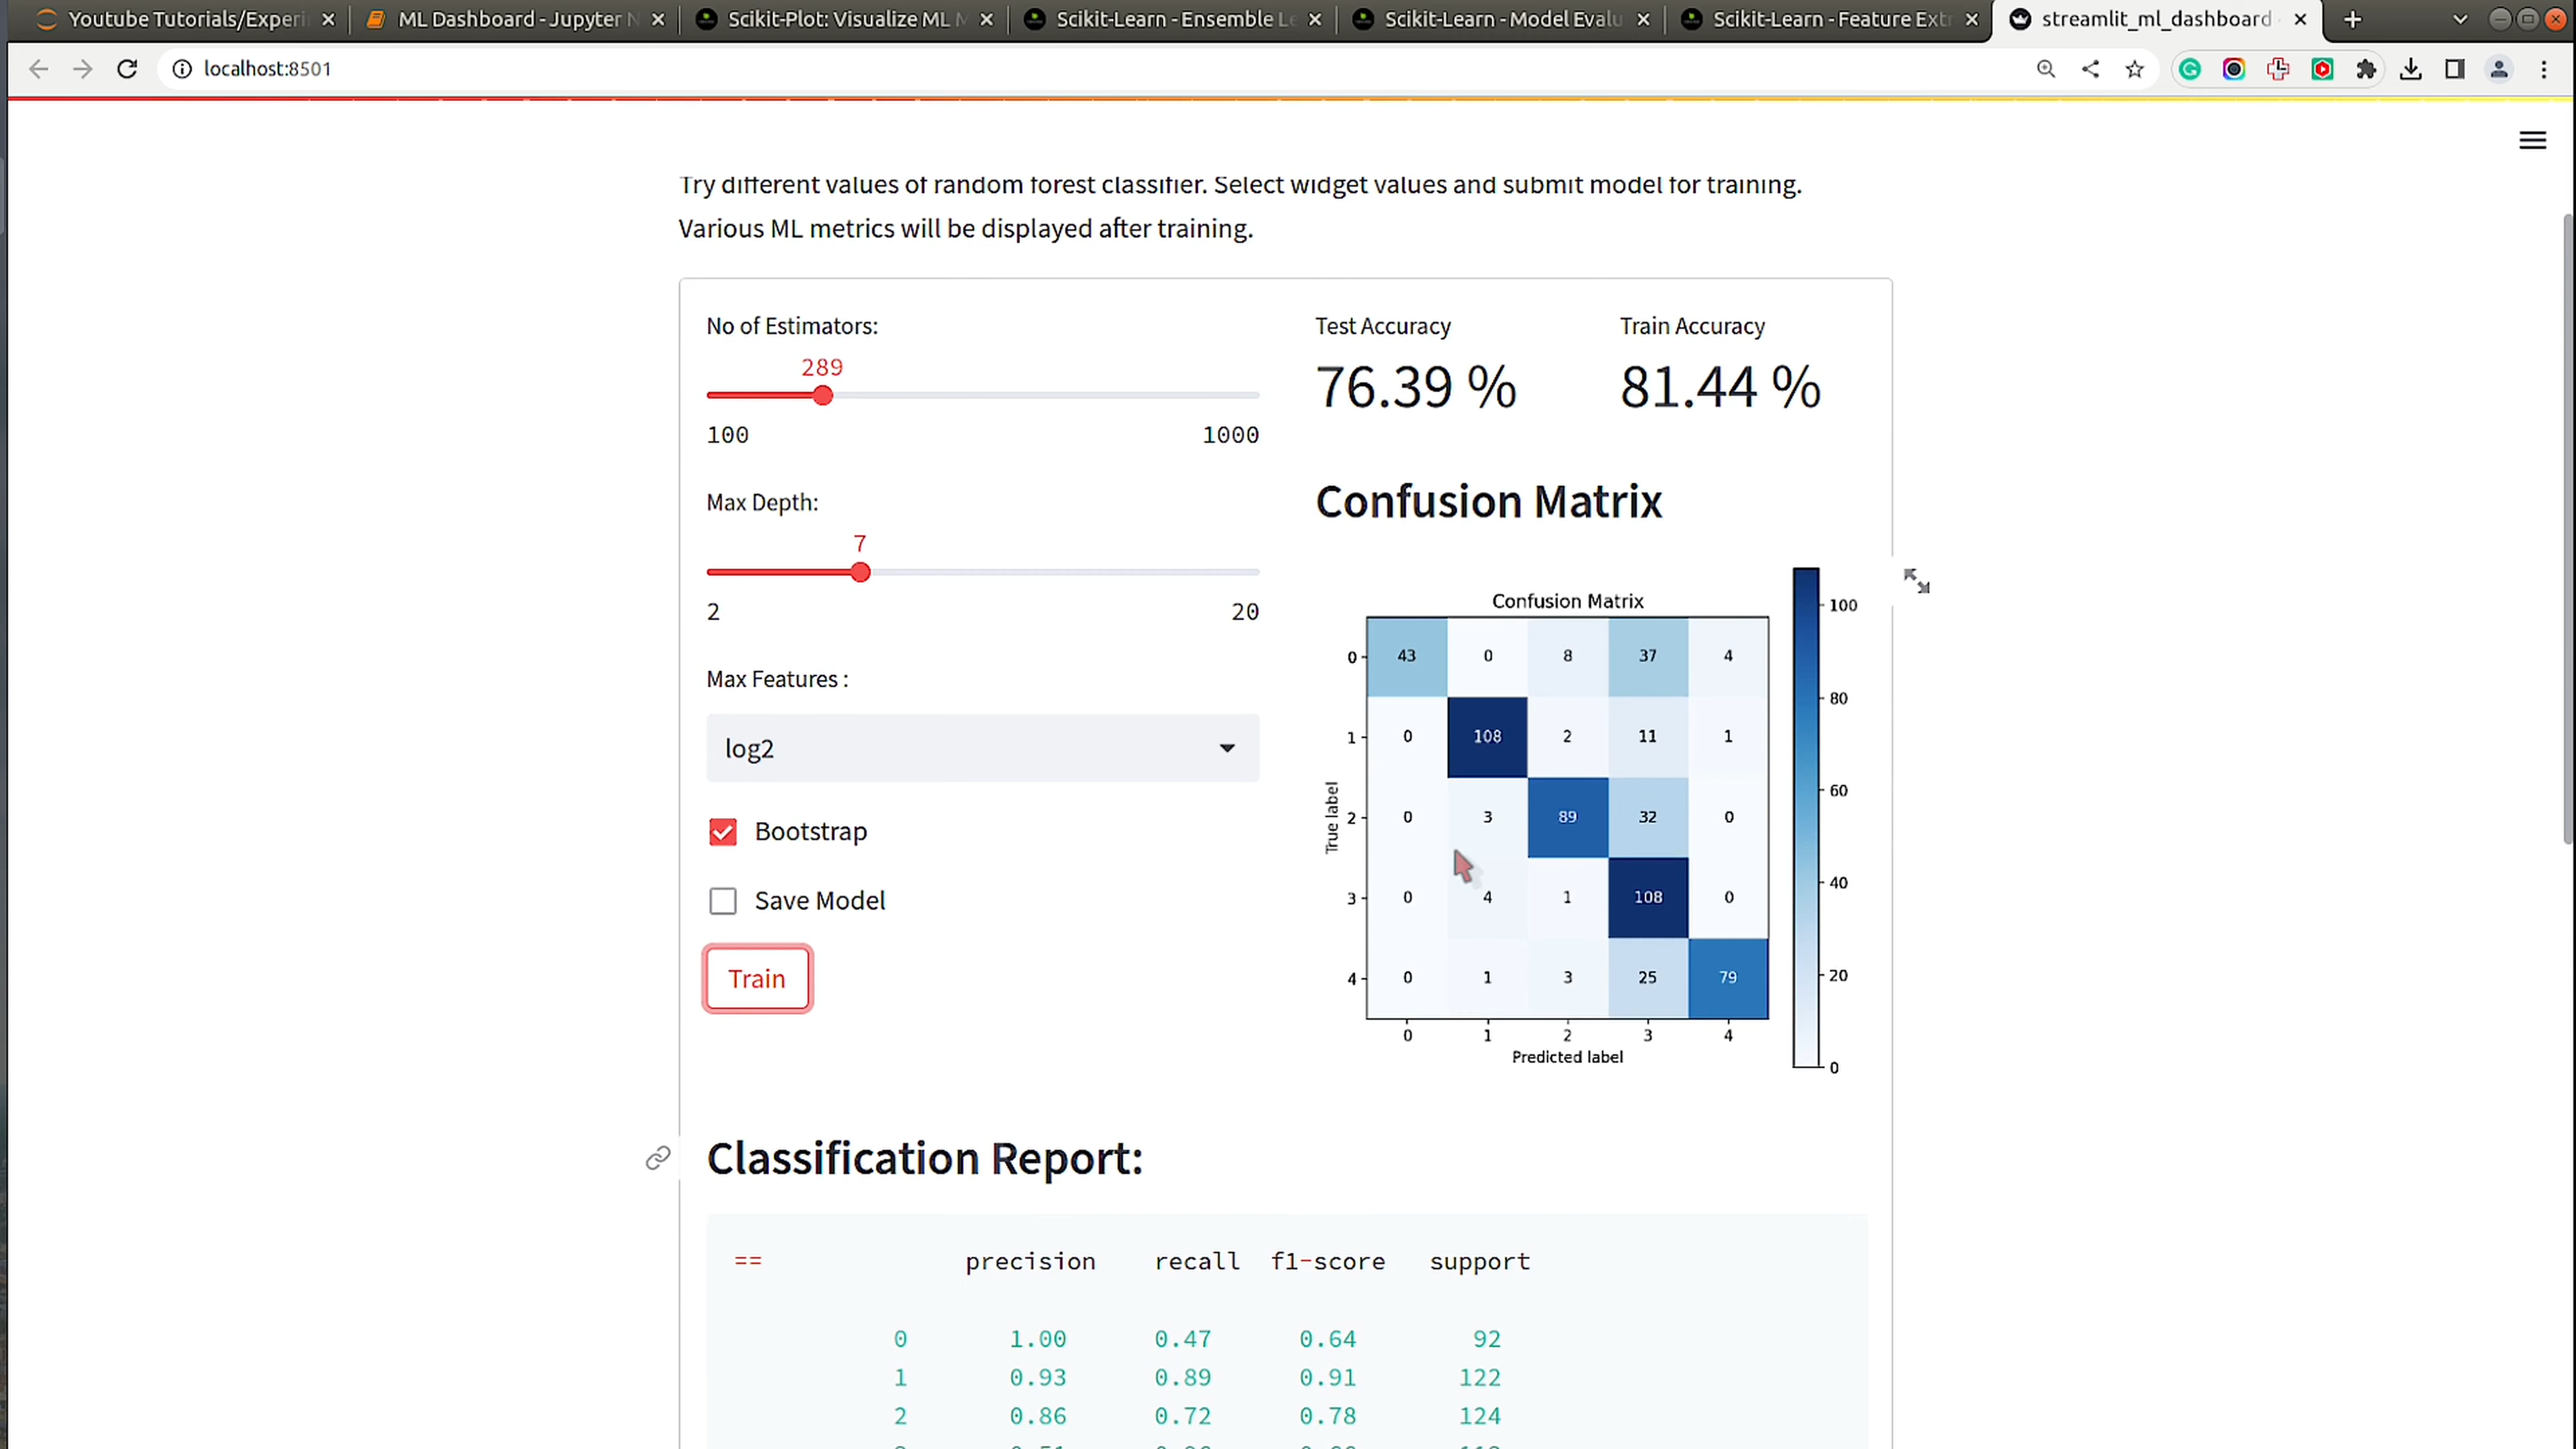 Youtube Tutorials/Experi
ML Dashboard - Jupyter N
Scikit-Plot: Visualize ML M
Scikit-Learn - Ensemble Le
Scikit-Learn - Model Evalu
Scikit-Learn - Feature Extr
streamlit_ml_dashboard
localhost:8501
Try different values of random forest classifier. Select widget values and submit model for training.
Various ML metrics will be displayed after training.
No of Estimators:
289
100 1000
Max Depth:
7
2 20
Max Features :
log2
Bootstrap
Save Model
Train
Test Accuracy
76.39 %
Train Accuracy
81.44 %
Confusion Matrix
Confusion Matrix
True label
0 43 0 8 37 4
1 0 108 2 11 1
2 0 3 89 32 0
3 0 4 1 108 0
4 0 1 3 25 79
0 1 2 3 4
Predicted label
100
80
60
40
20
0
Classification Report:
== precision recall f1-score support
0 1.00 0.47 0.64 92
1 0.93 0.89 0.91 122
2 0.86 0.72 0.78 124